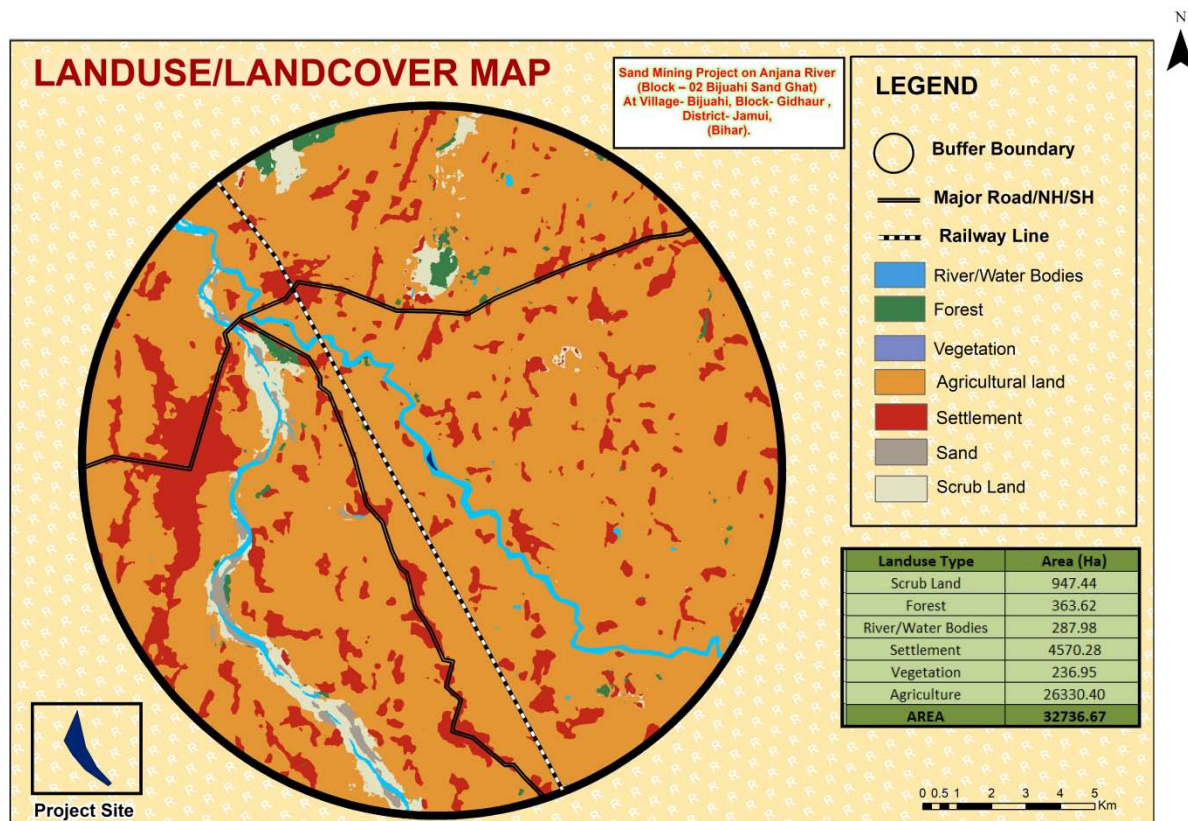 N
LANDUSE/LANDCOVER MAP
Sand Mining Project on Anjana River
(Block – 02 Bijuahi Sand Ghat)
At Village- Bijuahi, Block- Gidhaur ,
District- Jamui,
(Bihar).
LEGEND
Buffer Boundary
Major Road/NH/SH
Railway Line
River/Water Bodies
Forest
Vegetation
Agricultural land
Settlement
Sand
Scrub Land
Landuse Type Area (Ha)
Scrub Land 947.44
Forest 363.62
River/Water Bodies 287.98
Settlement 4570.28
Vegetation 236.95
Agriculture 26330.40
AREA 32736.67
Project Site
0 0.5 1 2 3 4 5
Km